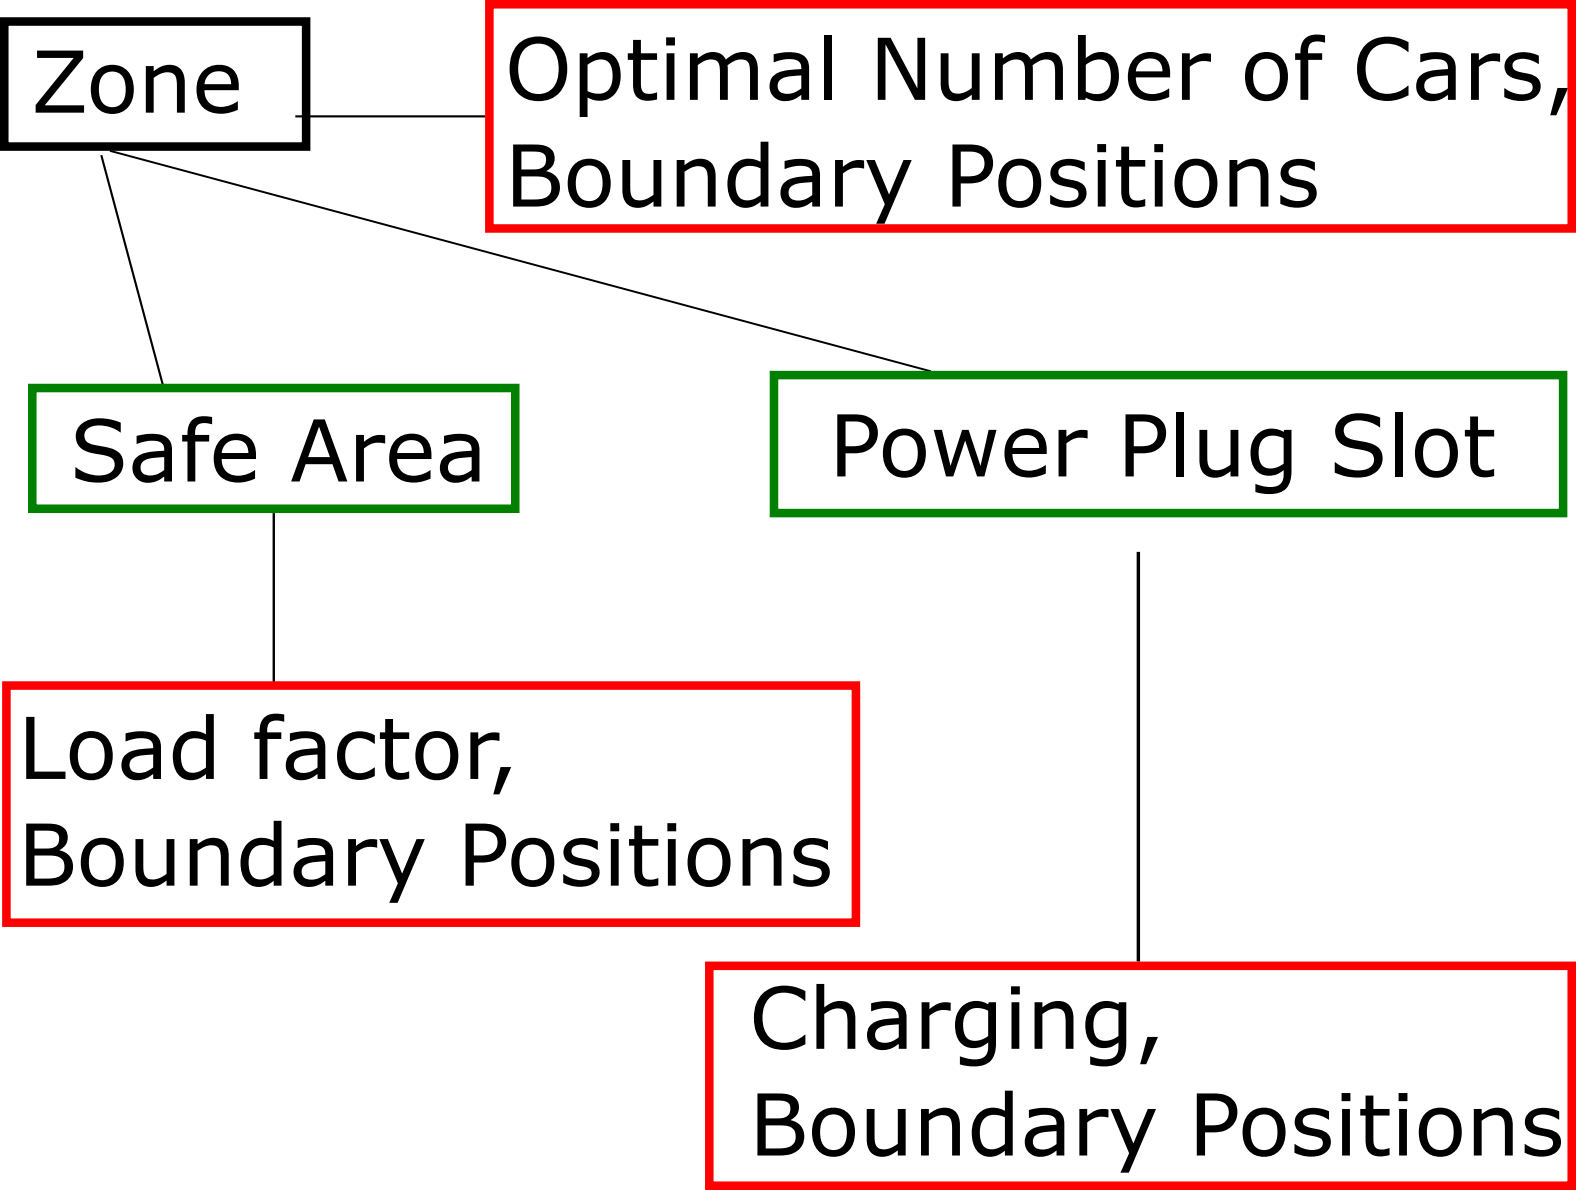 Zone
Optimal Number of Cars,
Boundary Positions
Safe Area
Power Plug Slot
Load factor,
Boundary Positions
Charging,
Boundary Positions